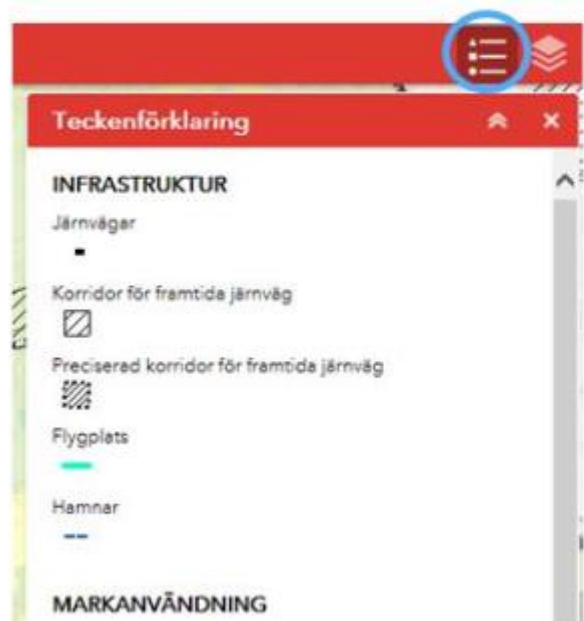 Teckenförklaring
INFRASTRUKTUR
Järnvägar
Korridor för framtida järnväg
Preciserad korridor för framtida järnväg
Flygplats
Hamnar
MARKANVÄNDNING